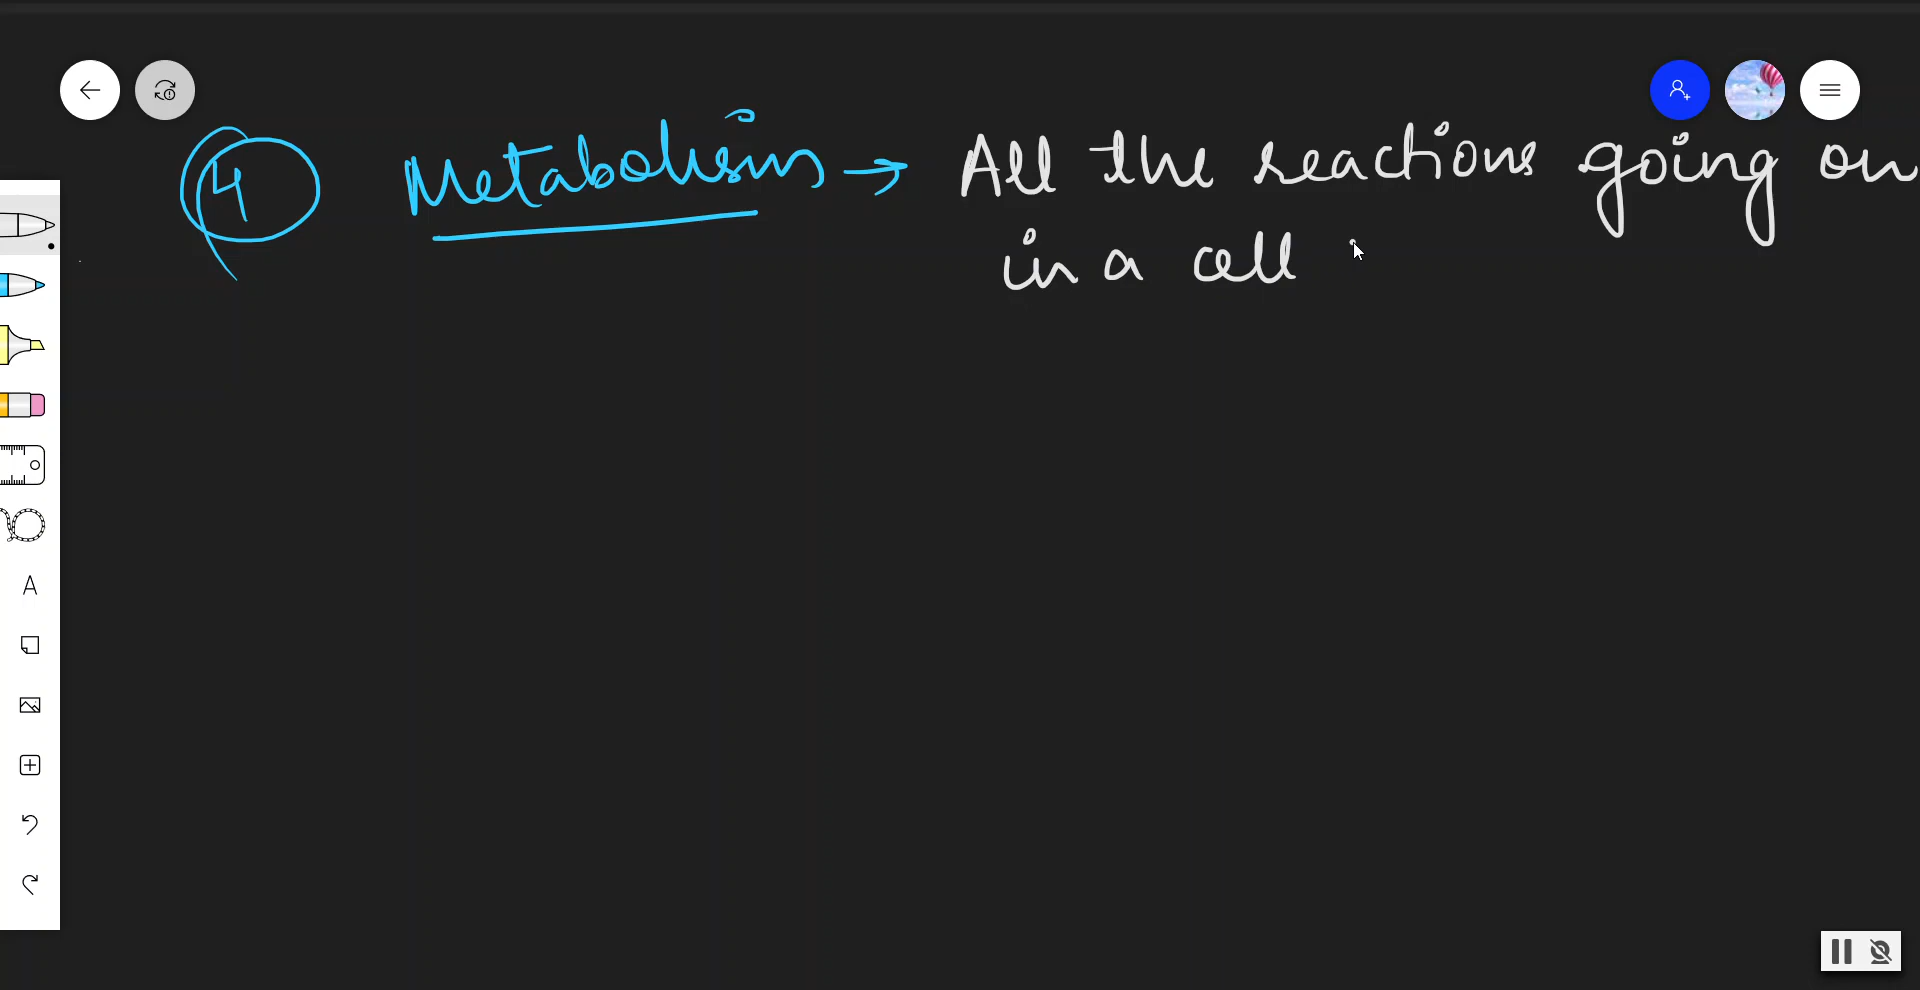 4 Metabolism → All the reactions going on
in a cell
A